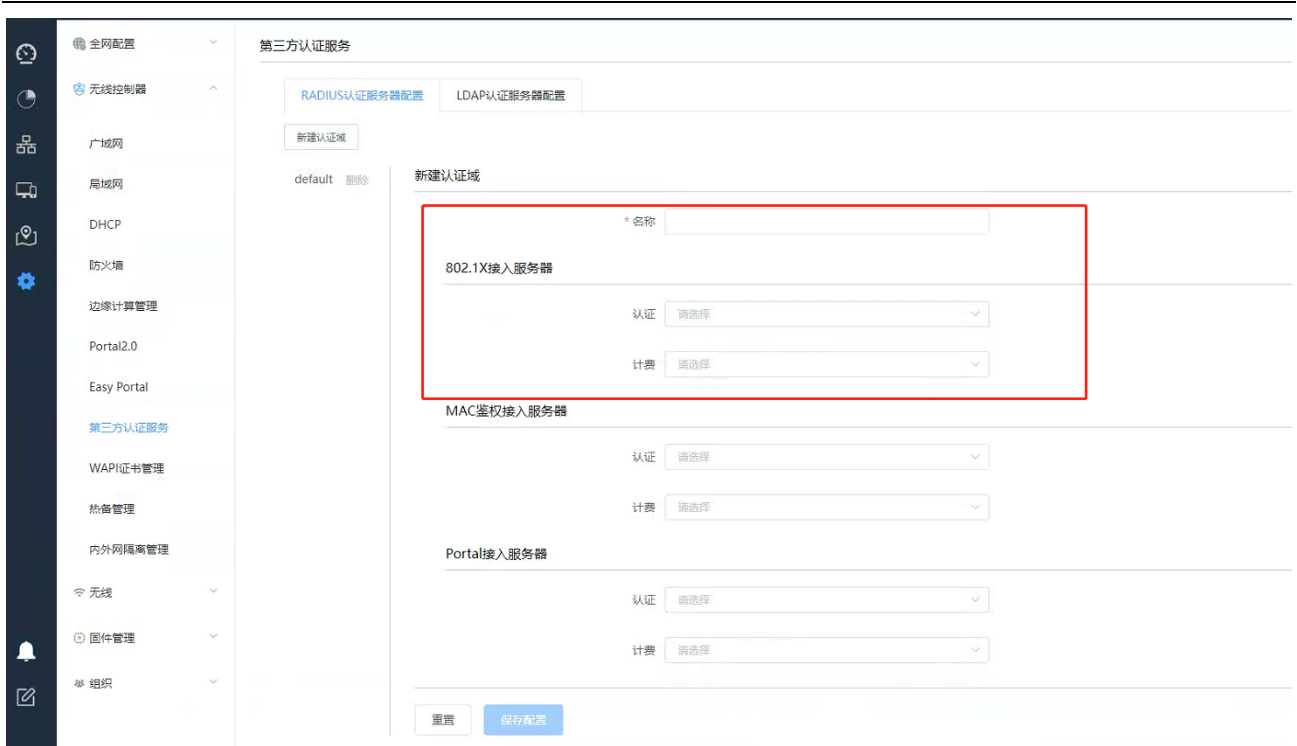 全网配置
无线控制器
广域网
局域网
DHCP
防火墙
边缘计算管理
Portal2.0
Easy Portal
第三方认证服务
WAPI证书管理
热备管理
内外网隔离管理
无线
固件管理
组织
第三方认证服务
RADIUS认证服务器配置 LDAP认证服务器配置
新建认证域
default 删除
新建认证域
* 名称
802.1X接入服务器
认证 请选择
计费 请选择
MAC鉴权接入服务器
认证 请选择
计费 请选择
Portal接入服务器
认证 请选择
计费 请选择
重置 保存配置